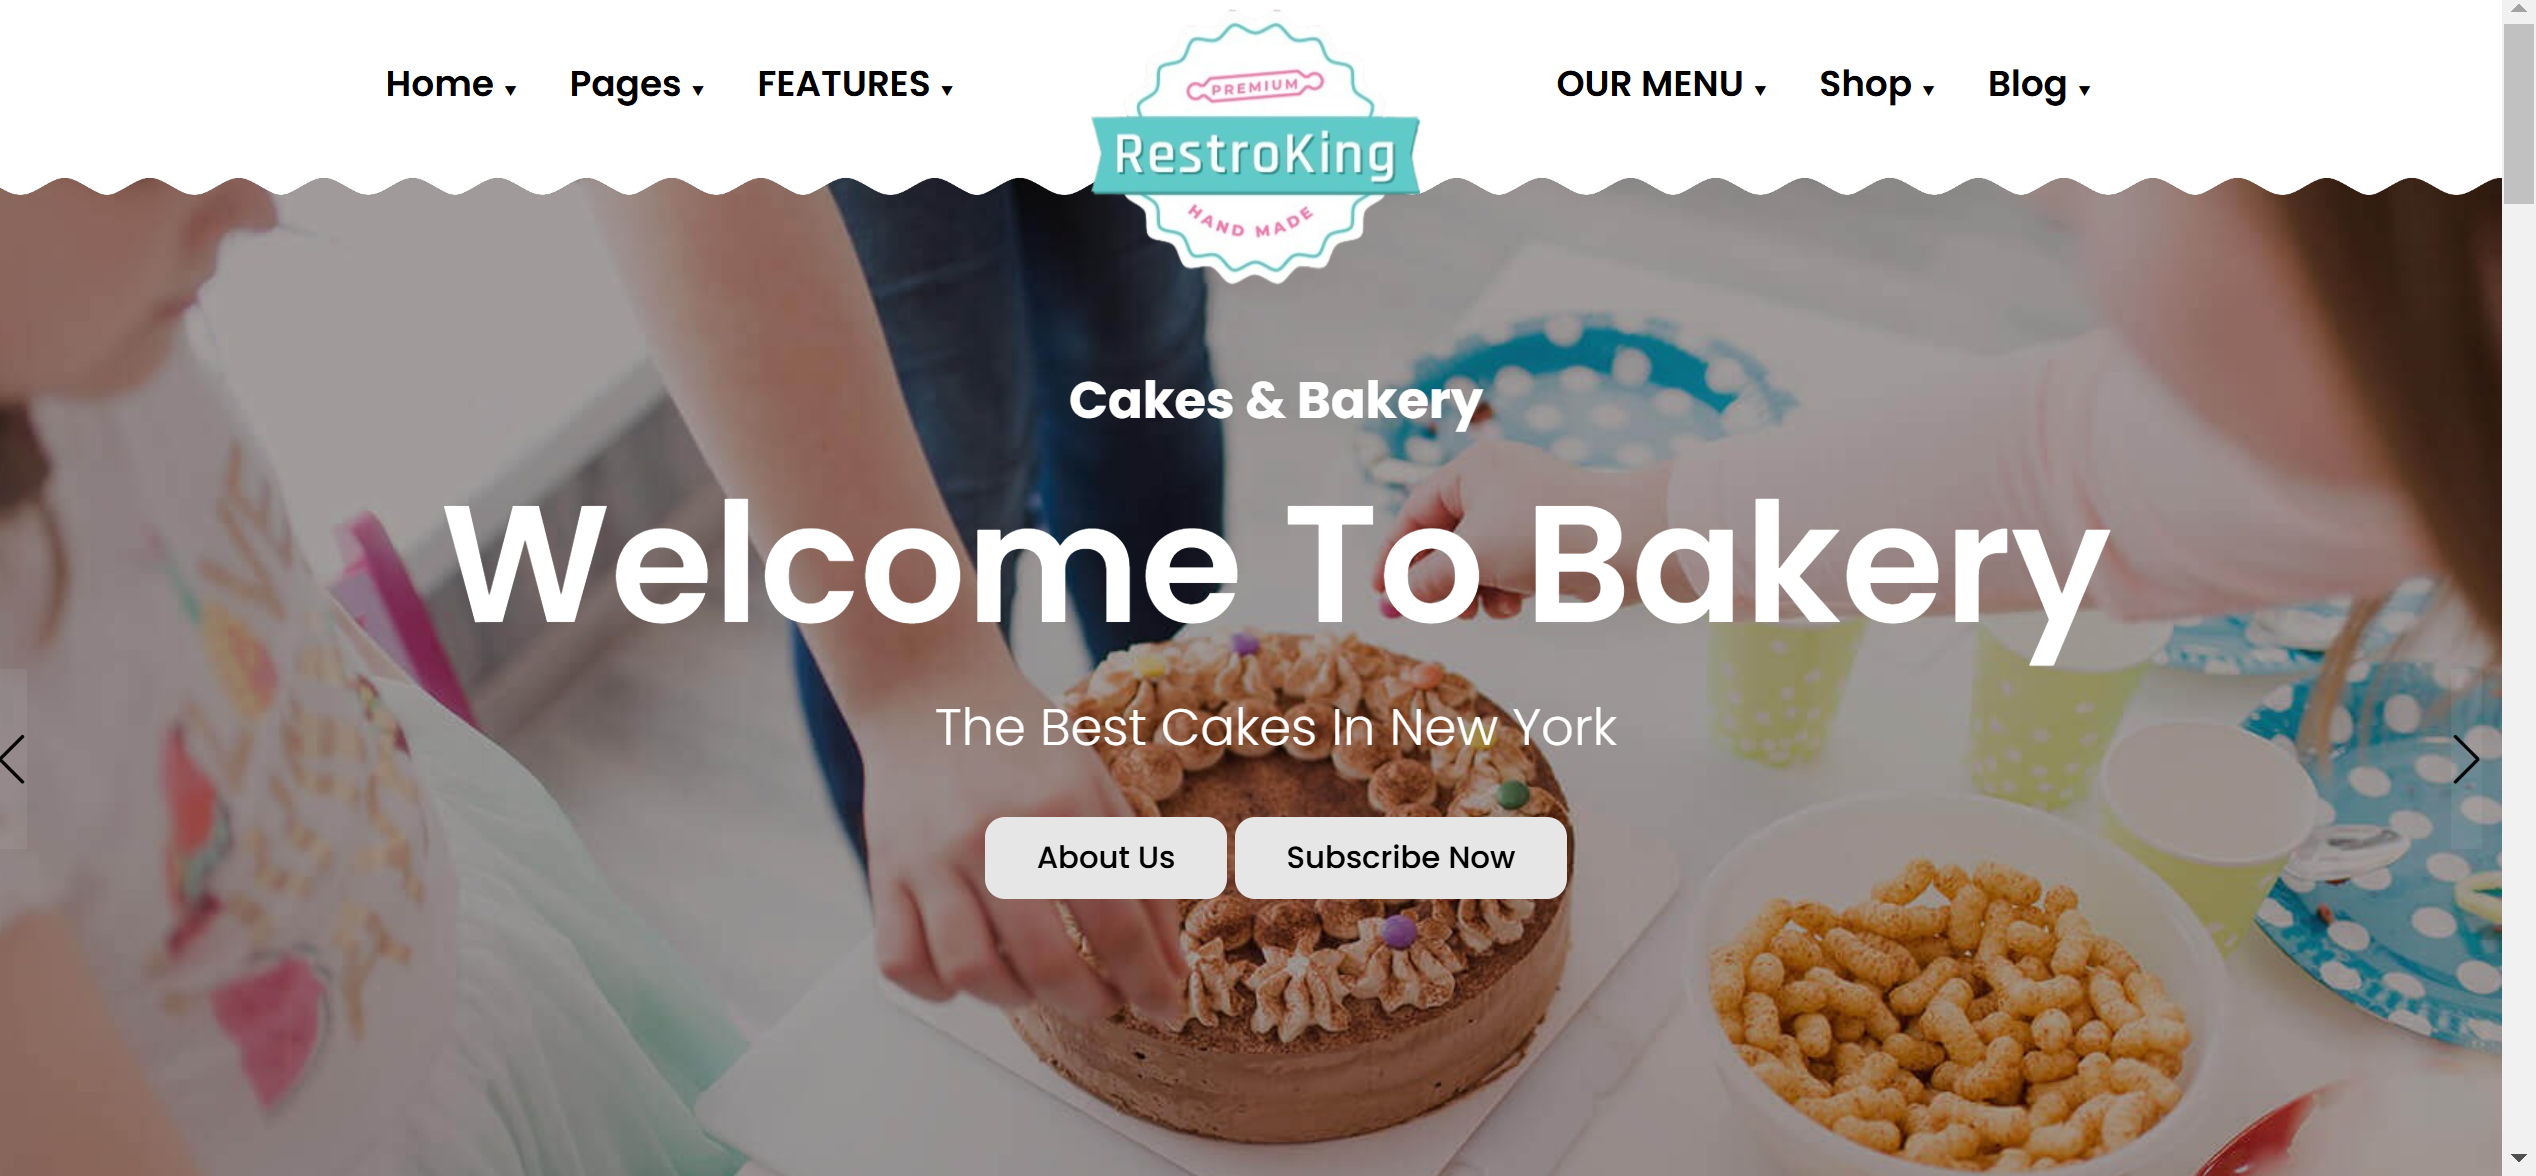 Home ▼ Pages ▼ FEATURES ▼
PREMIUM
RestroKing
HAND MADE
OUR MENU ▼ Shop ▼ Blog ▼
Cakes & Bakery
Welcome To Bakery
The Best Cakes In New York
About Us
Subscribe Now